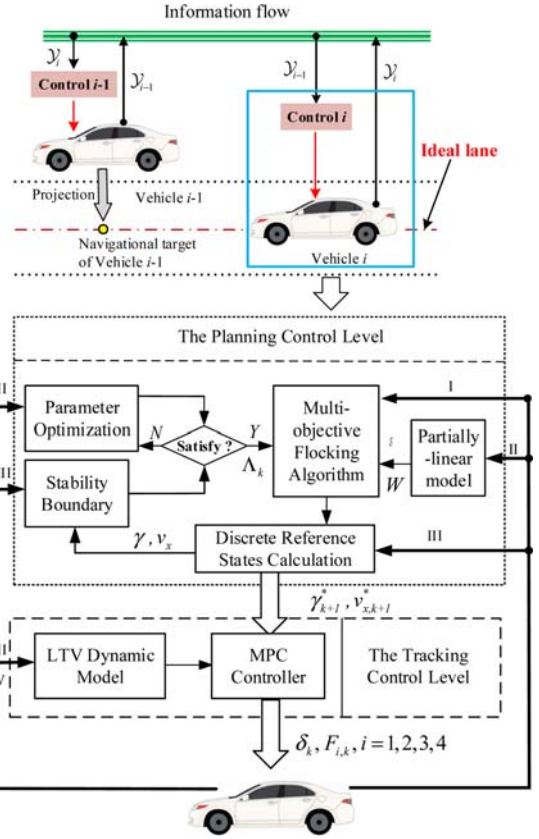 Information flow
𝒴i
𝒴i-1
𝒴i-1
𝒴i
Control i-1
Control i
Ideal lane
Projection
Vehicle i-1
Navigational target
of Vehicle i-1
Vehicle i
The Planning Control Level
II
Parameter
Optimization
N
Satisfy ?
Y
Λk
Multi-
objective
Flocking
Algorithm
I
Partially
-linear
model
II
W
Stability
Boundary
γ , vx
Discrete Reference
States Calculation
III
γ*k+1 , v*x,k+1
LTV Dynamic
Model
MPC
Controller
The Tracking
Control Level
δk, Fi,k, i = 1,2,3,4